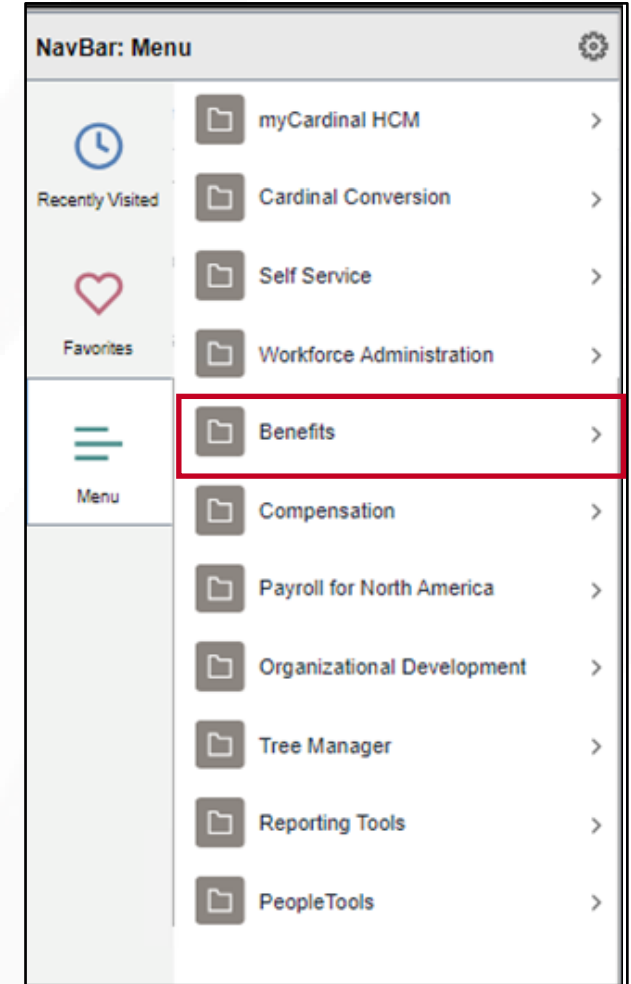 NavBar: Menu
Recently Visited
Favorites
Menu
myCardinal HCM
Cardinal Conversion
Self Service
Workforce Administration
Benefits
Compensation
Payroll for North America
Organizational Development
Tree Manager
Reporting Tools
PeopleTools